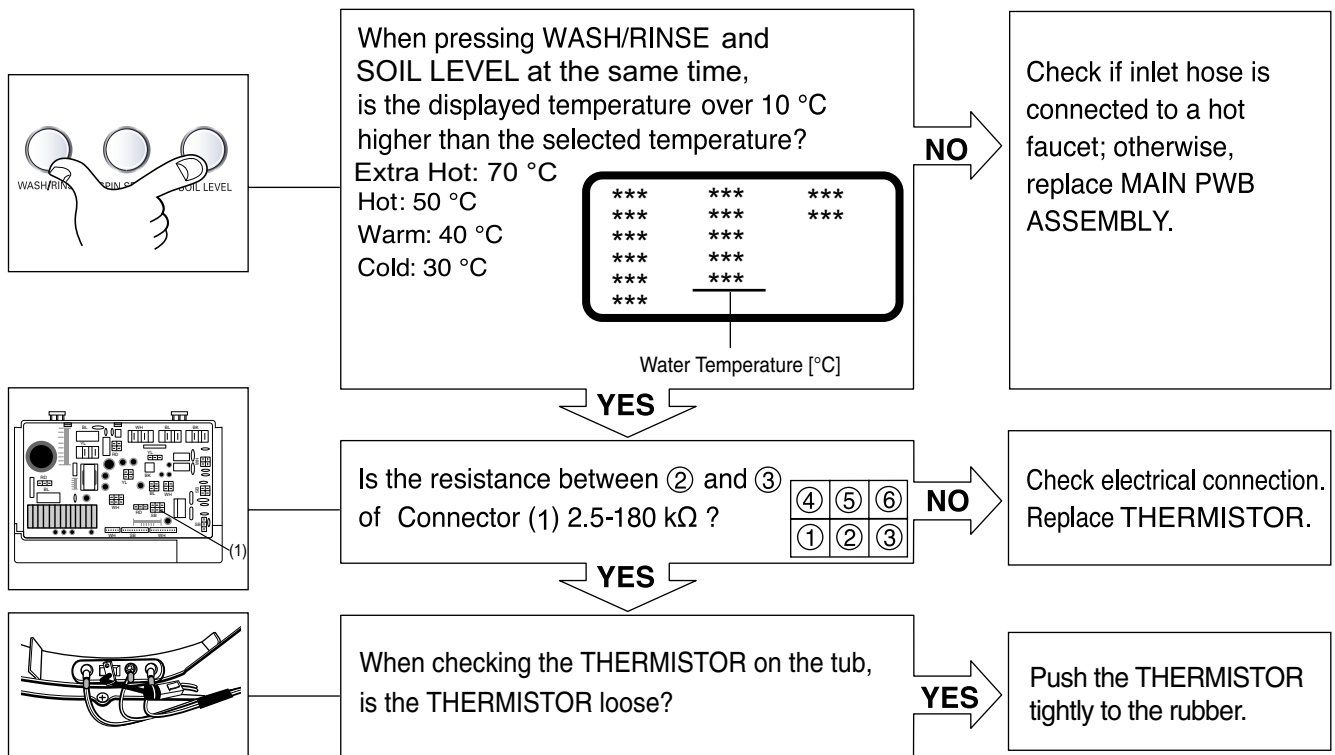 When pressing WASH/RINSE and
SOIL LEVEL at the same time,
is the displayed temperature over 10 °C
higher than the selected temperature?
Extra Hot: 70 °C
Hot: 50 °C
Warm: 40 °C
Cold: 30 °C
*** *** ***
*** *** ***
*** ***
*** ***
*** ***
***
Water Temperature [°C]
NO
Check if inlet hose is
connected to a hot
faucet; otherwise,
replace MAIN PWB
ASSEMBLY.
SOIL LEVEL
YES
Is the resistance between ② and ③
of Connector (1) 2.5-180 kΩ ?
④ ⑤ ⑥
① ② ③
NO
Check electrical connection.
Replace THERMISTOR.
(1)
YES
When checking the THERMISTOR on the tub,
is the THERMISTOR loose?
YES
Push the THERMISTOR
tightly to the rubber.